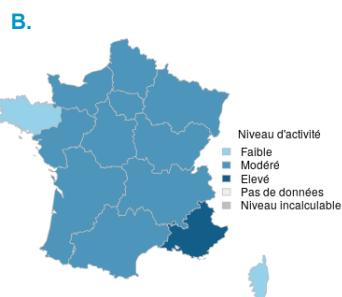 B.
Niveau d'activité
Faible
Modéré
Elevé
Pas de données
Niveau incalculable